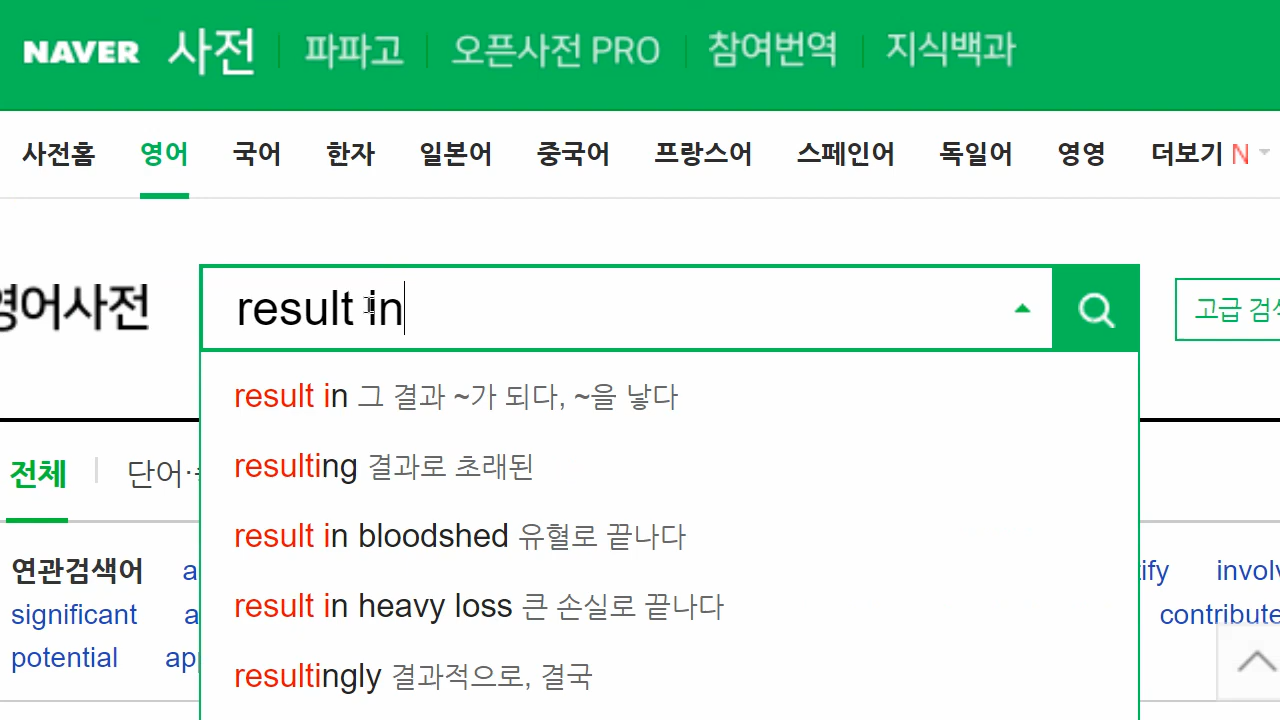 NAVER 사전 파파고 오픈사전 PRO 참여번역 지식백과
사전홈 영어 국어 한자 일본어 중국어 프랑스어 스페인어 독일어 영영 더보기 N
영어사전 result in 고급 검색
result in 그 결과 ~가 되다, ~을 낳다
전체 단어·
resulting 결과로 초래된
result in bloodshed 유혈로 끝나다
연관검색어
result in heavy loss 큰 손실로 끝나다
significant contribute
potential
resultingly 결과적으로, 결국